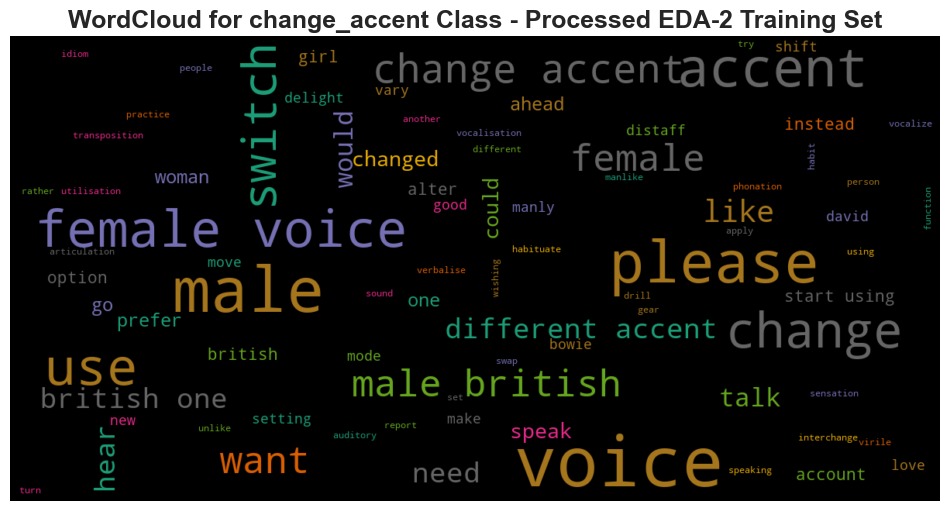 WordCloud for change_accent Class - Processed EDA-2 Training Set
idiom
people
switch
girl
change accent
accent
try
shift
delight
vary
ahead
practice
transposition
would
another
vocalisation
different
distaff
instead
vocalize
changed
female
manlike
habit
woman
alter
good
could
manly
phonation
person
rather
utilisation
like
david
function
female voice
apply
articulation
habituate
using
option
move
verbalise
wishing
please
male
sound
one
drill
gear
start using
go
prefer
different accent
change
bowie
british
mode
swap
use
male british
set
talk
sensation
british one
new
setting
make
unlike
auditory
report
speak
interchange
virile
hear
want
need
voice
speaking
account
love
turn